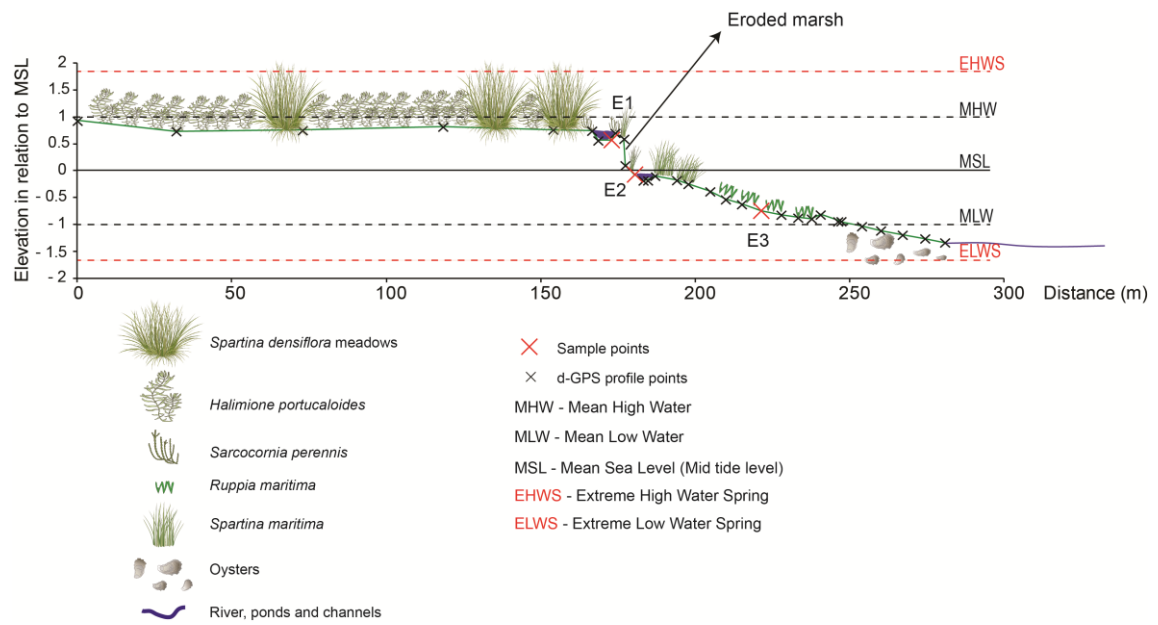 Eroded marsh
Elevation in relation to MSL
2
1.5
1
0.5
0
- 0.5
- 1
- 1.5
- 2
EHWS
MHW
MSL
MLW
ELWS
E1
E2
E3
0
50
100
150
200
250
300
Distance (m)
Spartina densiflora meadows
Halimione portucaloides
Sarcocornia perennis
Ruppia maritima
Spartina maritima
Oysters
River, ponds and channels
Sample points
d-GPS profile points
MHW - Mean High Water
MLW - Mean Low Water
MSL - Mean Sea Level (Mid tide level)
EHWS - Extreme High Water Spring
ELWS - Extreme Low Water Spring